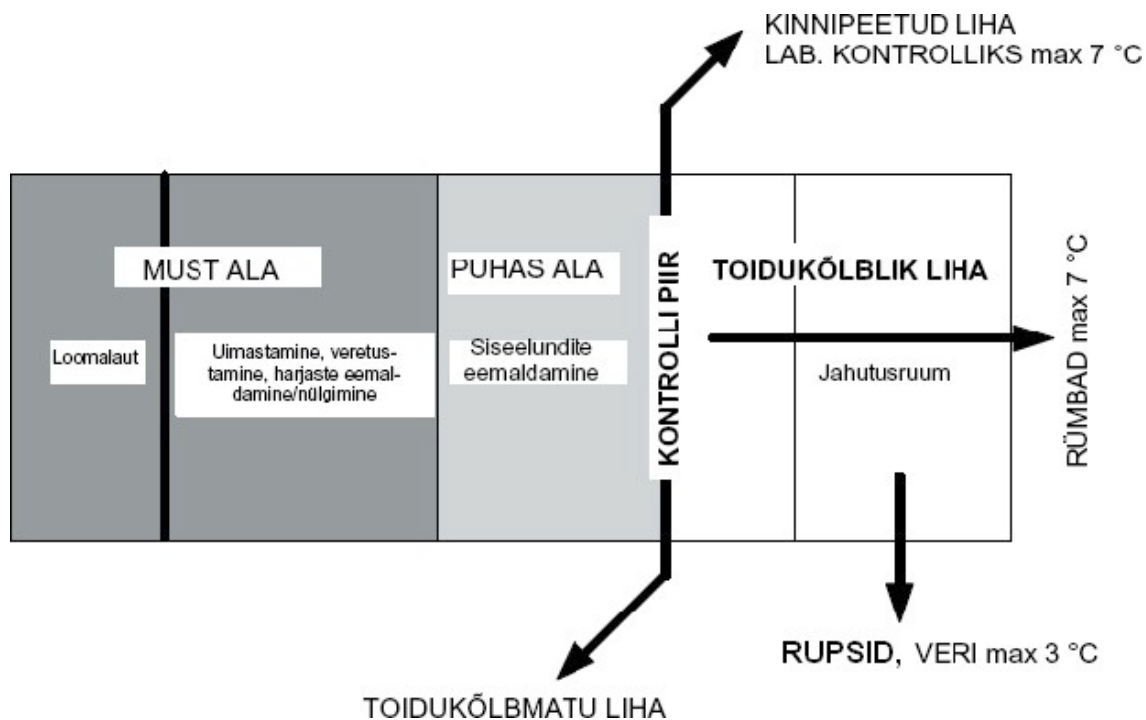 KINNIPEETUD LIHA
LAB. KONTROLLIKS max 7 °C
MUST ALA
PUHAS ALA
KONTROLLI PIIR
TOIDUKÕLBLIK LIHA
RÜMBAD max 7 °C
Loomalaut
Uimastamine, veretus-
tamine, harjaste eemal-
damine/nülgimine
Siseelundite
eemaldamine
Jahutusruum
RUPSID, VERI max 3 °C
TOIDUKÕLBMATU LIHA